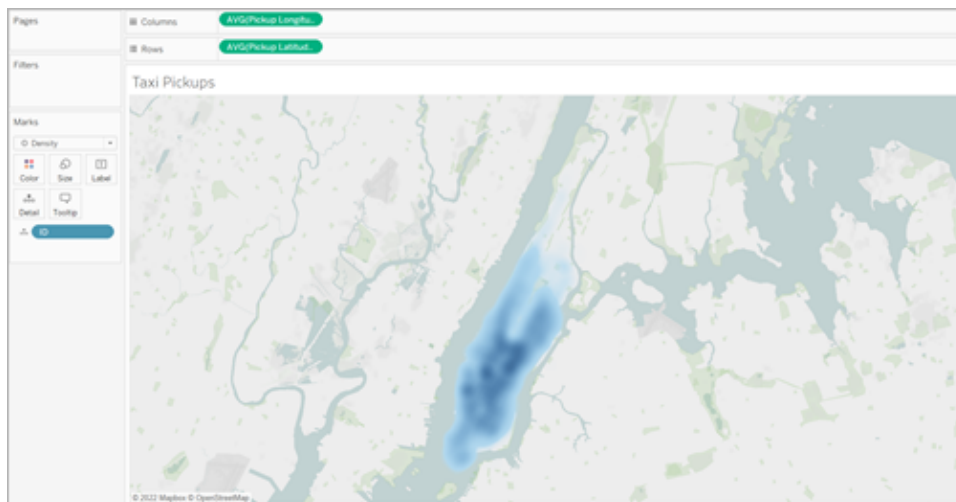 Pages
Columns
AVG(Pickup Longitu..
Rows
AVG(Pickup Latitud..
Filters
Taxi Pickups
Marks
Density
Color Size Label
Detail Tooltip
ID
© 2022 Mapbox © OpenStreetMap